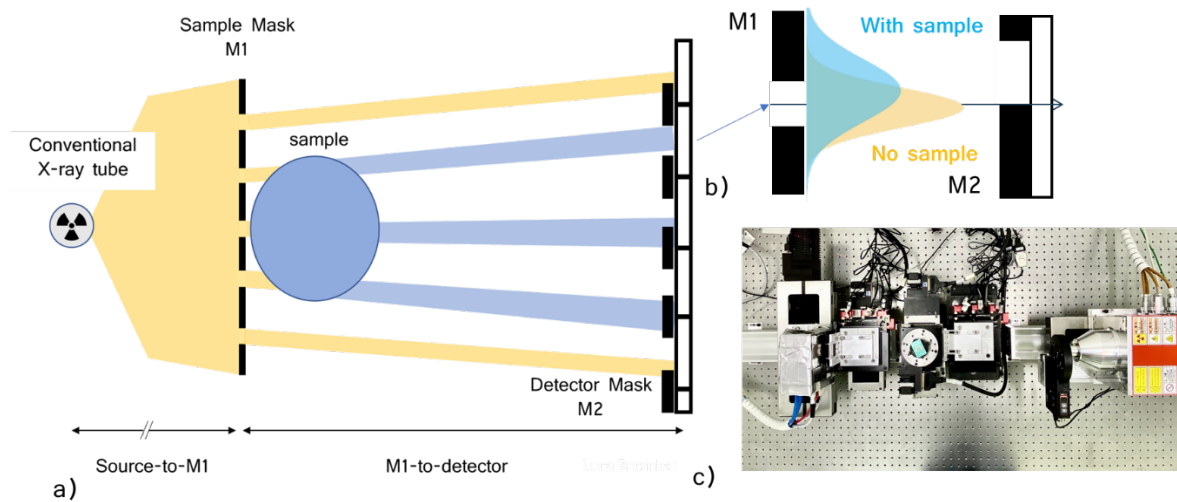 Sample Mask
M1
Conventional
X-ray tube
sample
Detector Mask
M2
Source-to-M1
M1-to-detector
a)
M1
With sample
No sample
M2
b)
c)